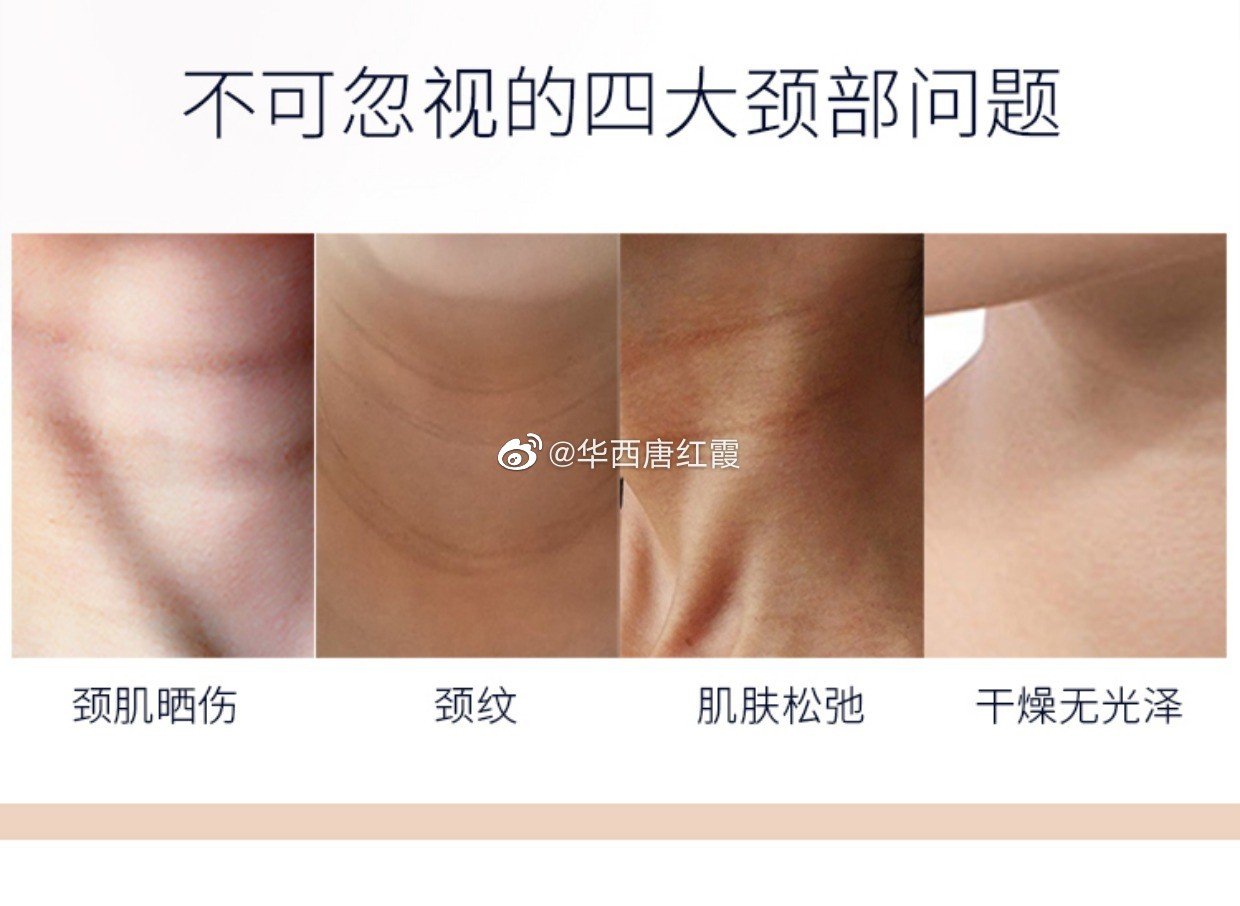 不可忽视的四大颈部问题
@华西唐红霞
颈肌晒伤
颈纹
肌肤松弛
干燥无光泽